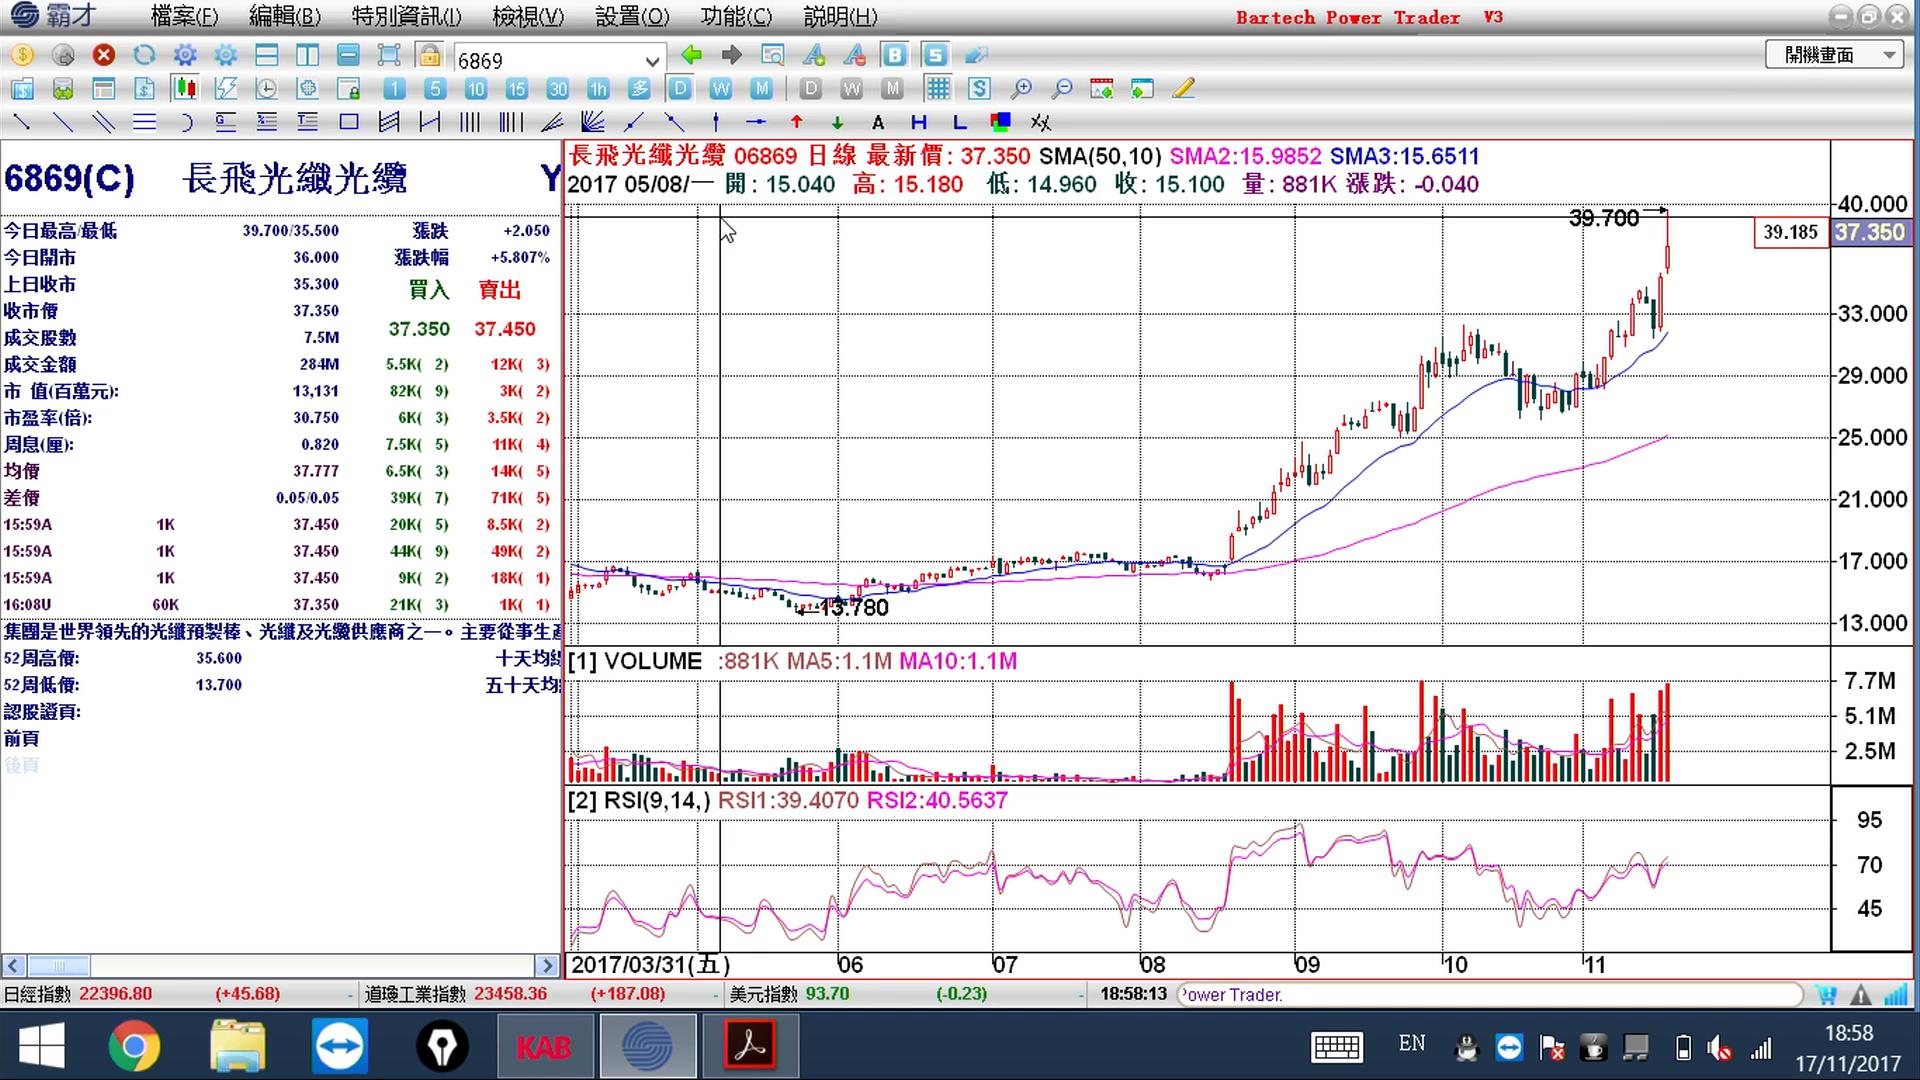 霸才 檔案(F) 編輯(B) 特別資訊(I) 檢視(V) 設置(O) 功能(C) 說明(H) Bartech Power Trader V3
6869 B S 開機畫面
1 5 10 15 30 1h D W M D W M S
A H L
6869(C) 長飛光纖光纜 Y
今日最高/最低 39.700/35.500 漲跌 +2.050
今日開市 36.000 漲跌幅 +5.807%
上日收市 35.300 買入 賣出
收市價 37.350
成交股數 7.5M 37.350 37.450
成交金額 284M 5.5K( 2) 12K( 3)
市 值(百萬元): 13,131 82K( 9) 3K( 2)
市盈率(倍): 30.750 6K( 3) 3.5K( 2)
周息(厘): 0.820 7.5K( 5) 11K( 4)
均價 37.777 6.5K( 3) 14K( 5)
差價 0.05/0.05 39K( 7) 71K( 5)
15:59A 1K 37.450 20K( 5) 8.5K( 2)
15:59A 1K 37.450 44K( 9) 49K( 2)
15:59A 1K 37.450 9K( 2) 18K( 1)
16:08U 60K 37.350 21K( 3) 1K( 1)
集團是世界領先的光纖預製棒、光纖及光纜供應商之一。主要從事生產
52周高價: 35.600 十天均線
52周低價: 13.700 五十天均
認股證頁:
前頁
後頁
長飛光纖光纜 06869 日線 最新價: 37.350 SMA(50,10) SMA2:15.9852 SMA3:15.6511
2017 05/08/一 開: 15.040 高: 15.180 低: 14.960 收: 15.100 量: 881K 漲跌: -0.040
39.700
13.780
40.000
39.185 37.350
33.000
29.000
25.000
21.000
17.000
13.000
[1] VOLUME :881K MA5:1.1M MA10:1.1M
7.7M
5.1M
2.5M
[2] RSI(9,14,) RSI1:39.4070 RSI2:40.5637
95
70
45
2017/03/31(五) 06 07 08 09 10 11
日經指數 22396.80 (+45.68) - 道瓊工業指數 23458.36 (+187.08) - 美元指數 93.70 (-0.23) - 18:58:13 Power Trader.
KAB EN 18:58
17/11/2017